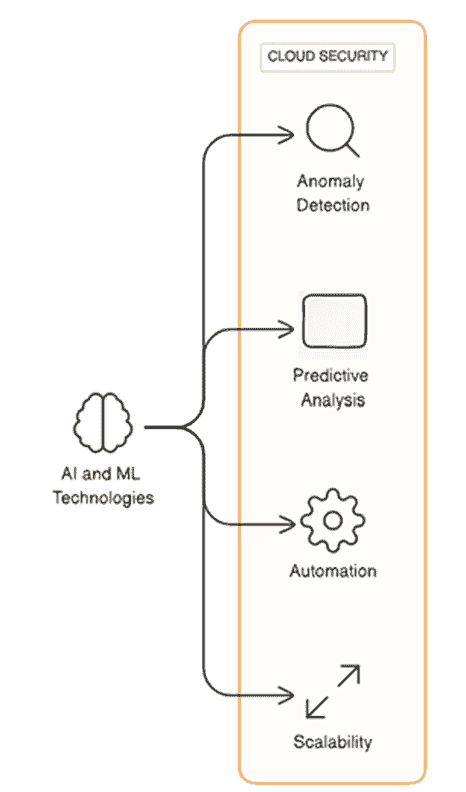 CLOUD SECURITY
Anomaly
Detection
Predictive
Analysis
AI and ML
Technologies
Automation
Scalability